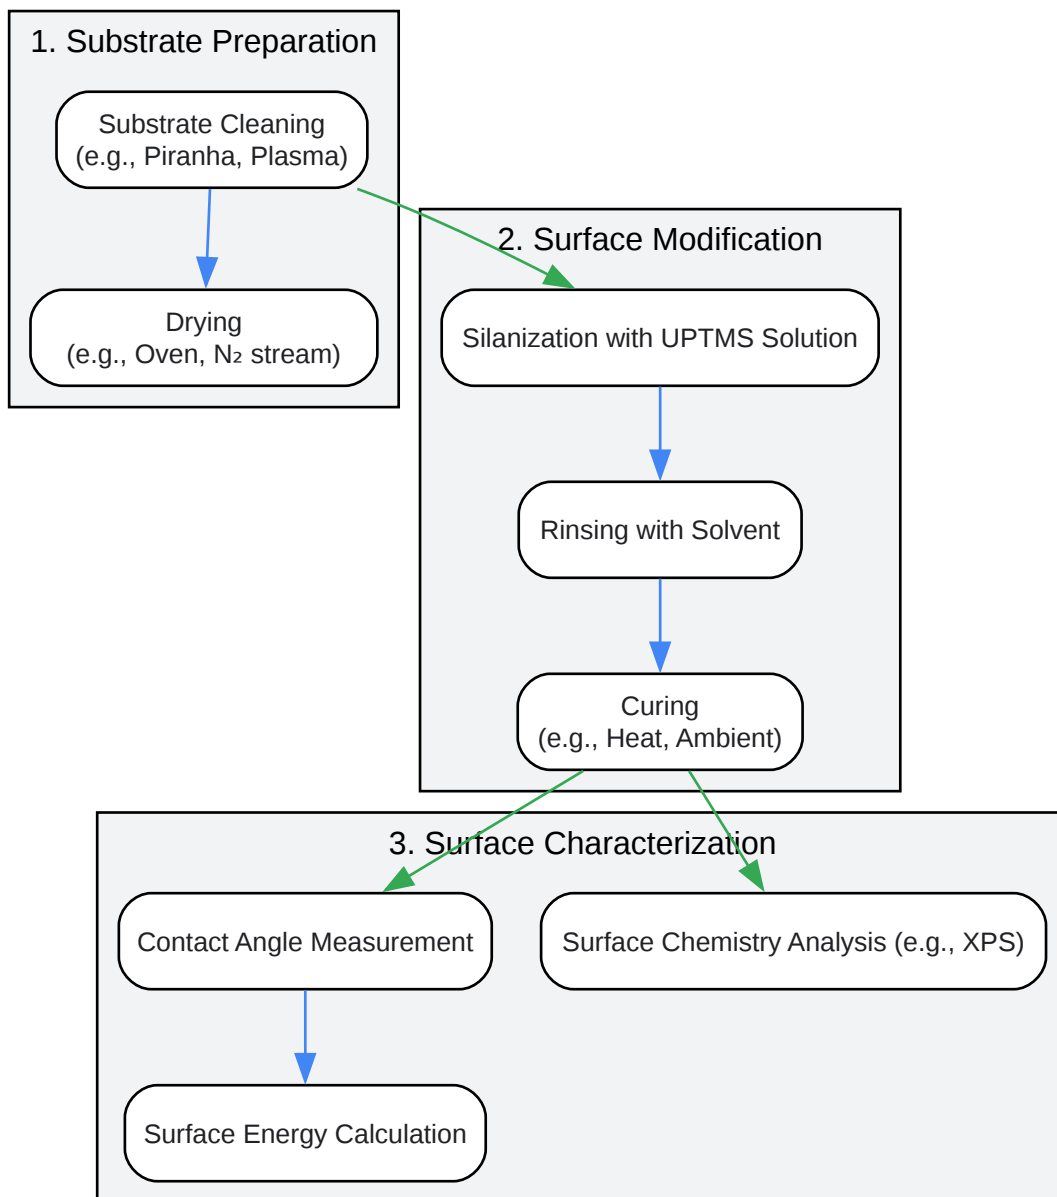 1. Substrate Preparation
Substrate Cleaning
(e.g., Piranha, Plasma)
Drying
(e.g., Oven, N₂ stream)
2. Surface Modification
Silanization with UPTMS Solution
Rinsing with Solvent
Curing
(e.g., Heat, Ambient)
3. Surface Characterization
Contact Angle Measurement
Surface Chemistry Analysis (e.g., XPS)
Surface Energy Calculation